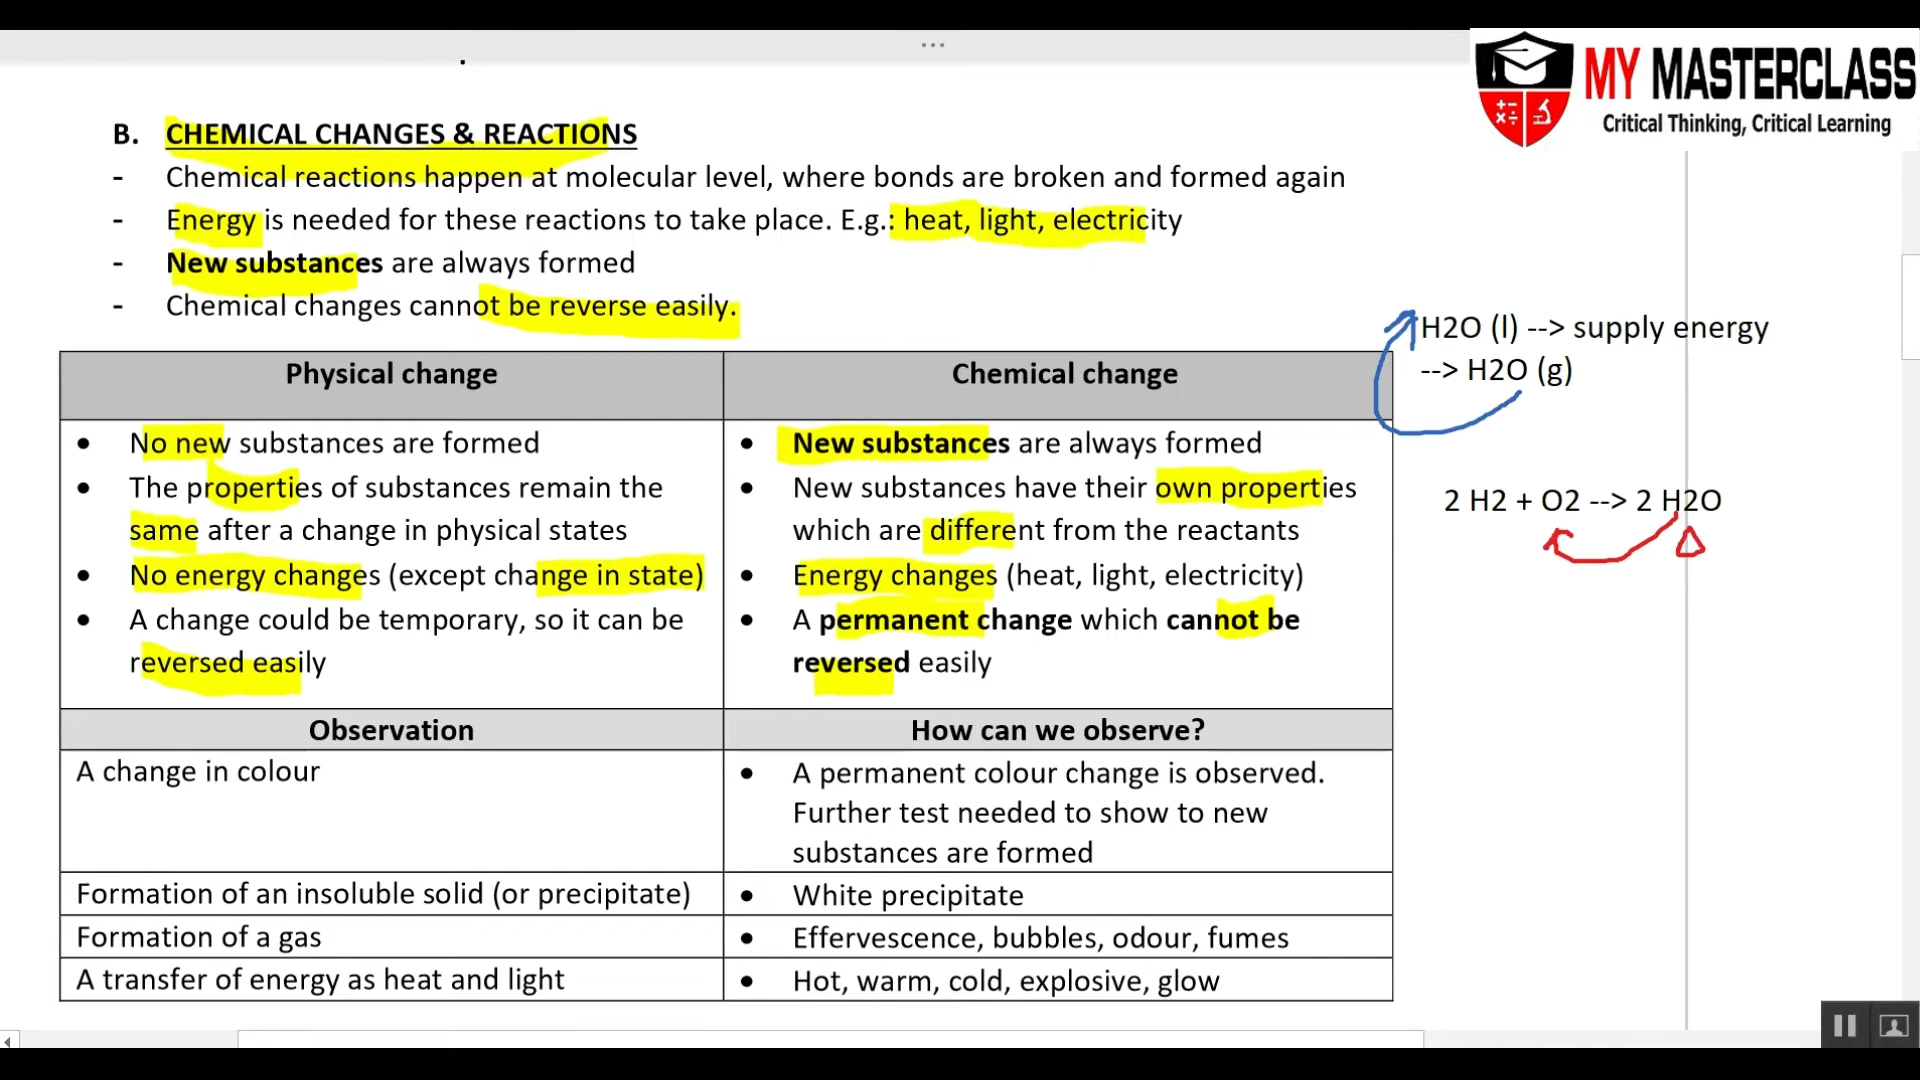 MY MASTERCLASS
Critical Thinking, Critical Learning
B. CHEMICAL CHANGES & REACTIONS
- Chemical reactions happen at molecular level, where bonds are broken and formed again
- Energy is needed for these reactions to take place. E.g.: heat, light, electricity
- New substances are always formed
- Chemical changes cannot be reverse easily.
H2O (l) --> supply energy
--> H2O (g)
2 H2 + O2 --> 2 H2O
Physical change
Chemical change
• No new substances are formed
• The properties of substances remain the
same after a change in physical states
• No energy changes (except change in state)
• A change could be temporary, so it can be
reversed easily
• New substances are always formed
• New substances have their own properties
which are different from the reactants
• Energy changes (heat, light, electricity)
• A permanent change which cannot be
reversed easily
Observation
How can we observe?
A change in colour
• A permanent colour change is observed.
Further test needed to show to new
substances are formed
Formation of an insoluble solid (or precipitate)
• White precipitate
Formation of a gas
• Effervescence, bubbles, odour, fumes
A transfer of energy as heat and light
• Hot, warm, cold, explosive, glow